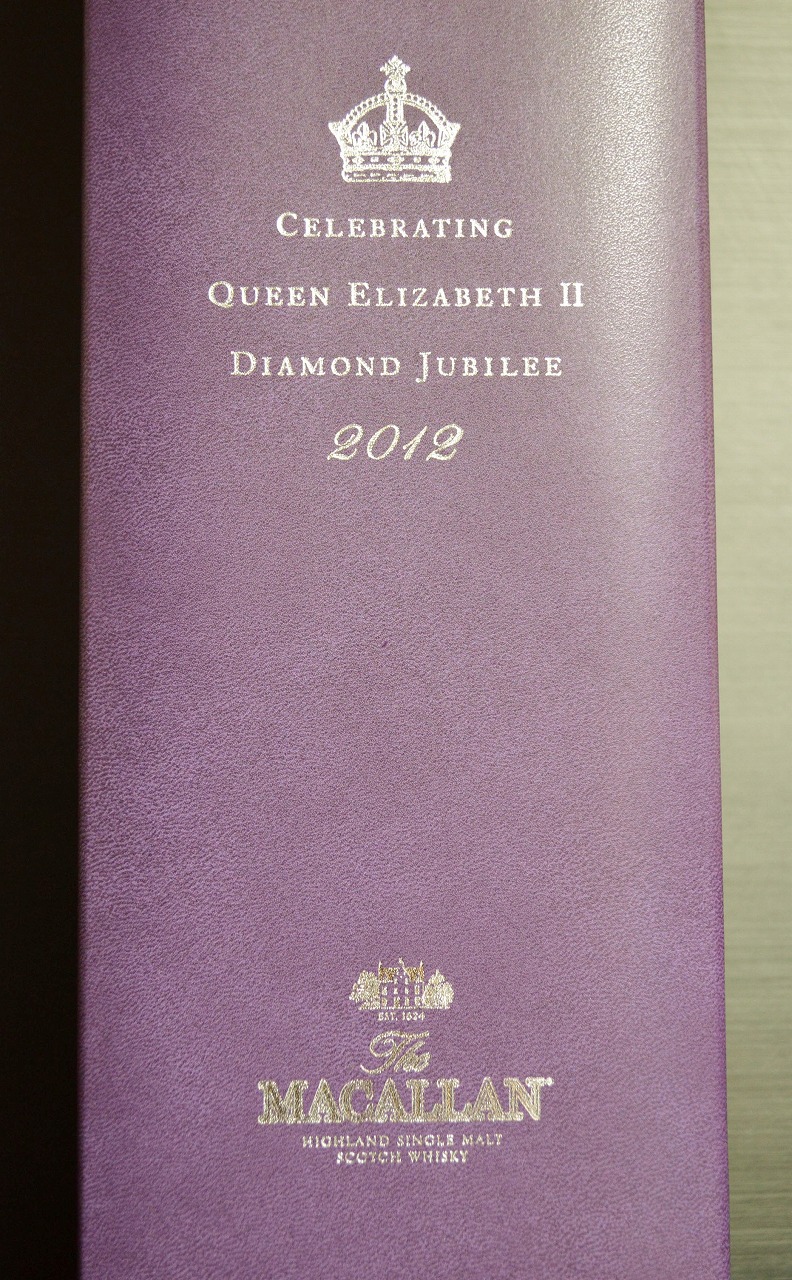 CELEBRATING
QUEEN ELIZABETH II
DIAMOND JUBILEE
2012
EST. 1824
The
MACALLAN
HIGHLAND SINGLE MALT
SCOTCH WHISKY